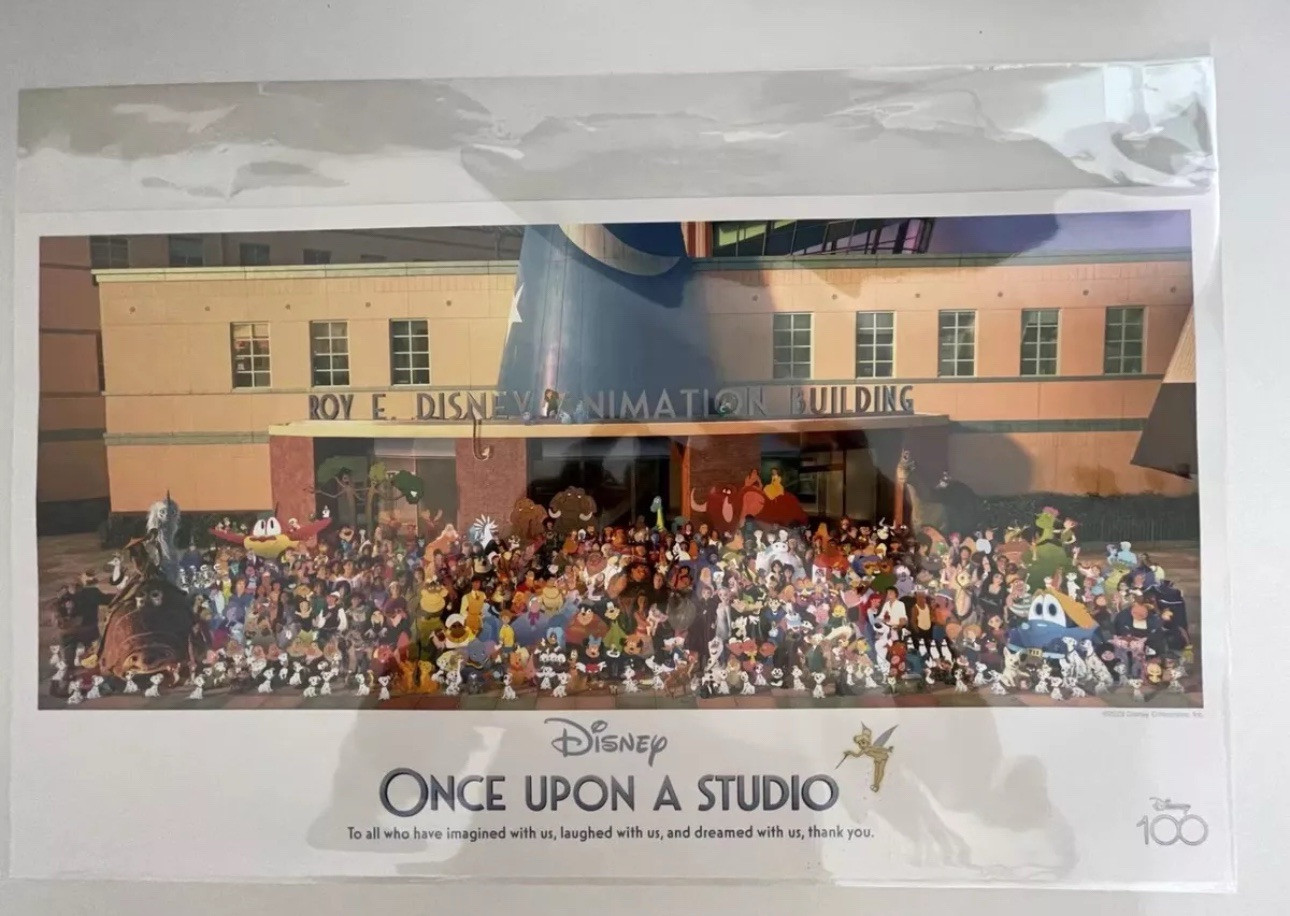 ROY E. DISNEY ANIMATION BUILDING
Disney
ONCE UPON A STUDIO
To all who have imagined with us, laughed with us, and dreamed with us, thank you.
Disney
100